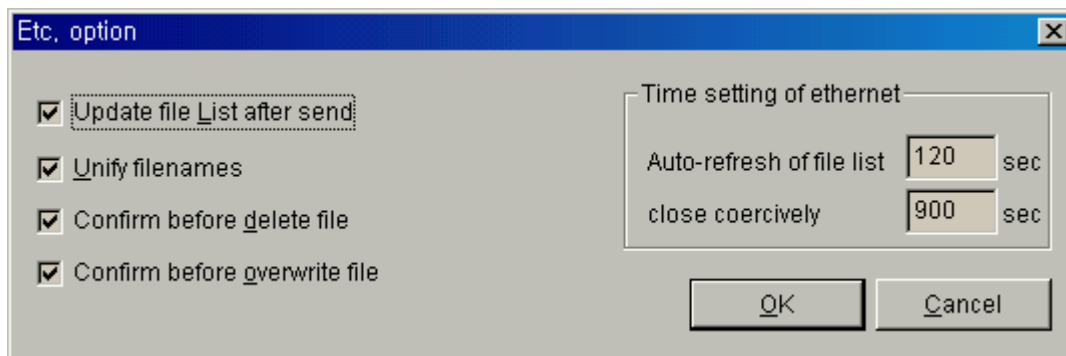 Etc, option
Update file List after send
Unify filenames
Confirm before delete file
Confirm before overwrite file
Time setting of ethernet
Auto-refresh of file list 120 sec
close coercively 900 sec
OK Cancel